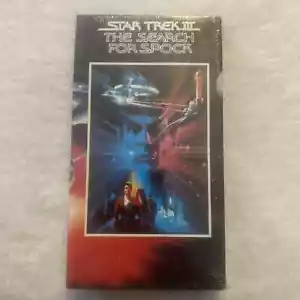 STAR TREK III
THE SEARCH
FOR SPOCK